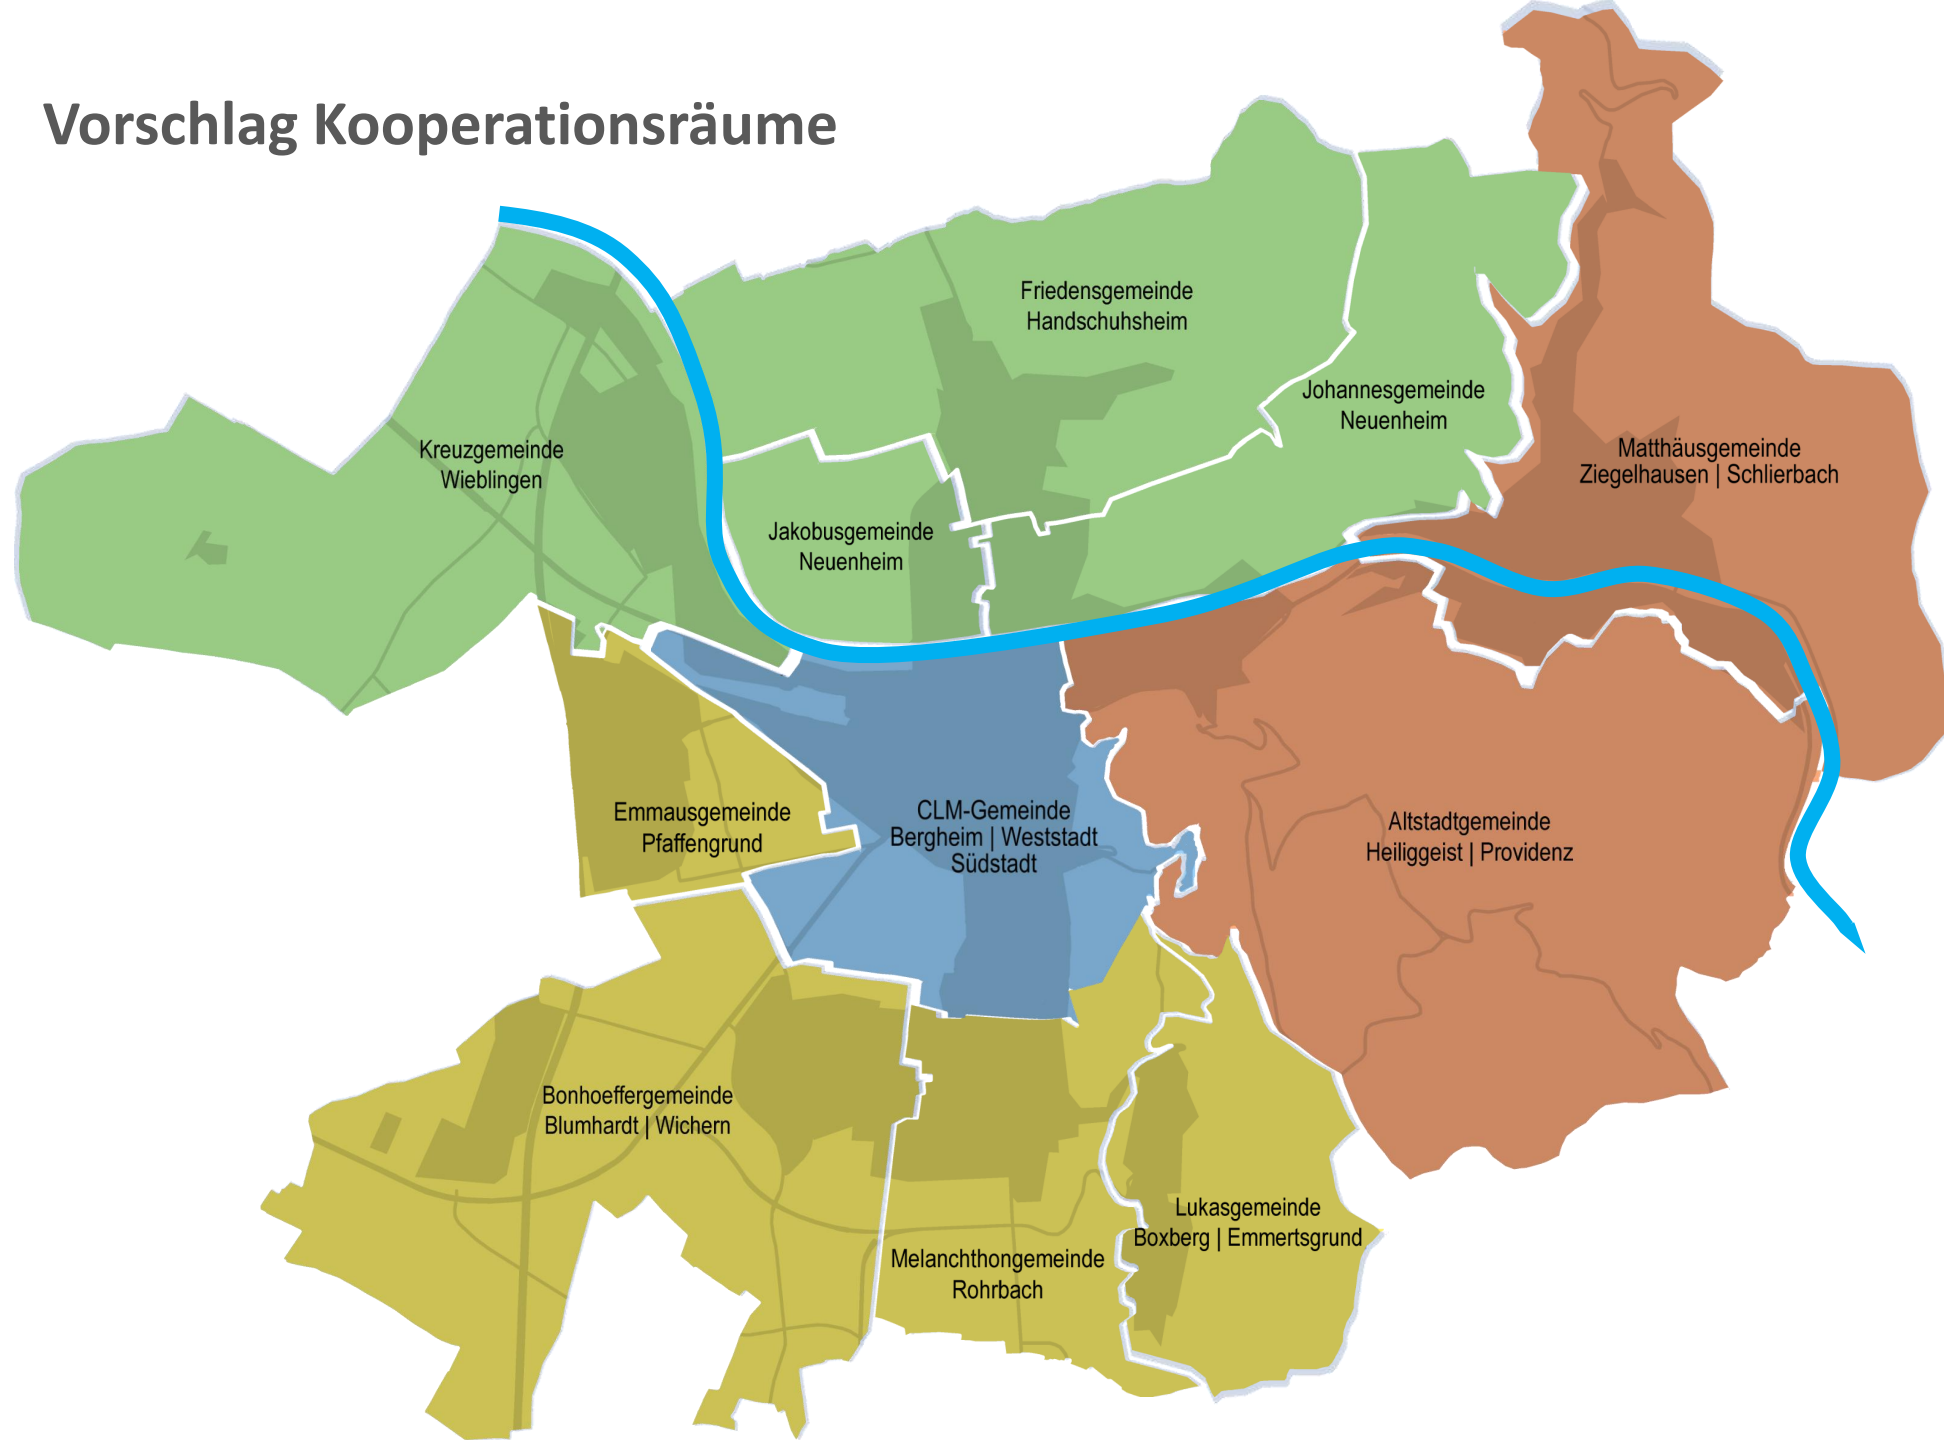 Vorschlag Kooperationsräume
Friedensgemeinde
Handschuhsheim
Johannesgemeinde
Neuenheim
Kreuzgemeinde
Wieblingen
Matthäusgemeinde
Ziegelhausen | Schlierbach
Jakobusgemeinde
Neuenheim
Emmausgemeinde
Pfaffengrund
CLM-Gemeinde
Bergheim | Weststadt
Südstadt
Altstadtgemeinde
Heiliggeist | Providenz
Bonhoeffergemeinde
Blumhardt | Wichern
Lukasgemeinde
Boxberg | Emmertsgrund
Melanchthongemeinde
Rohrbach